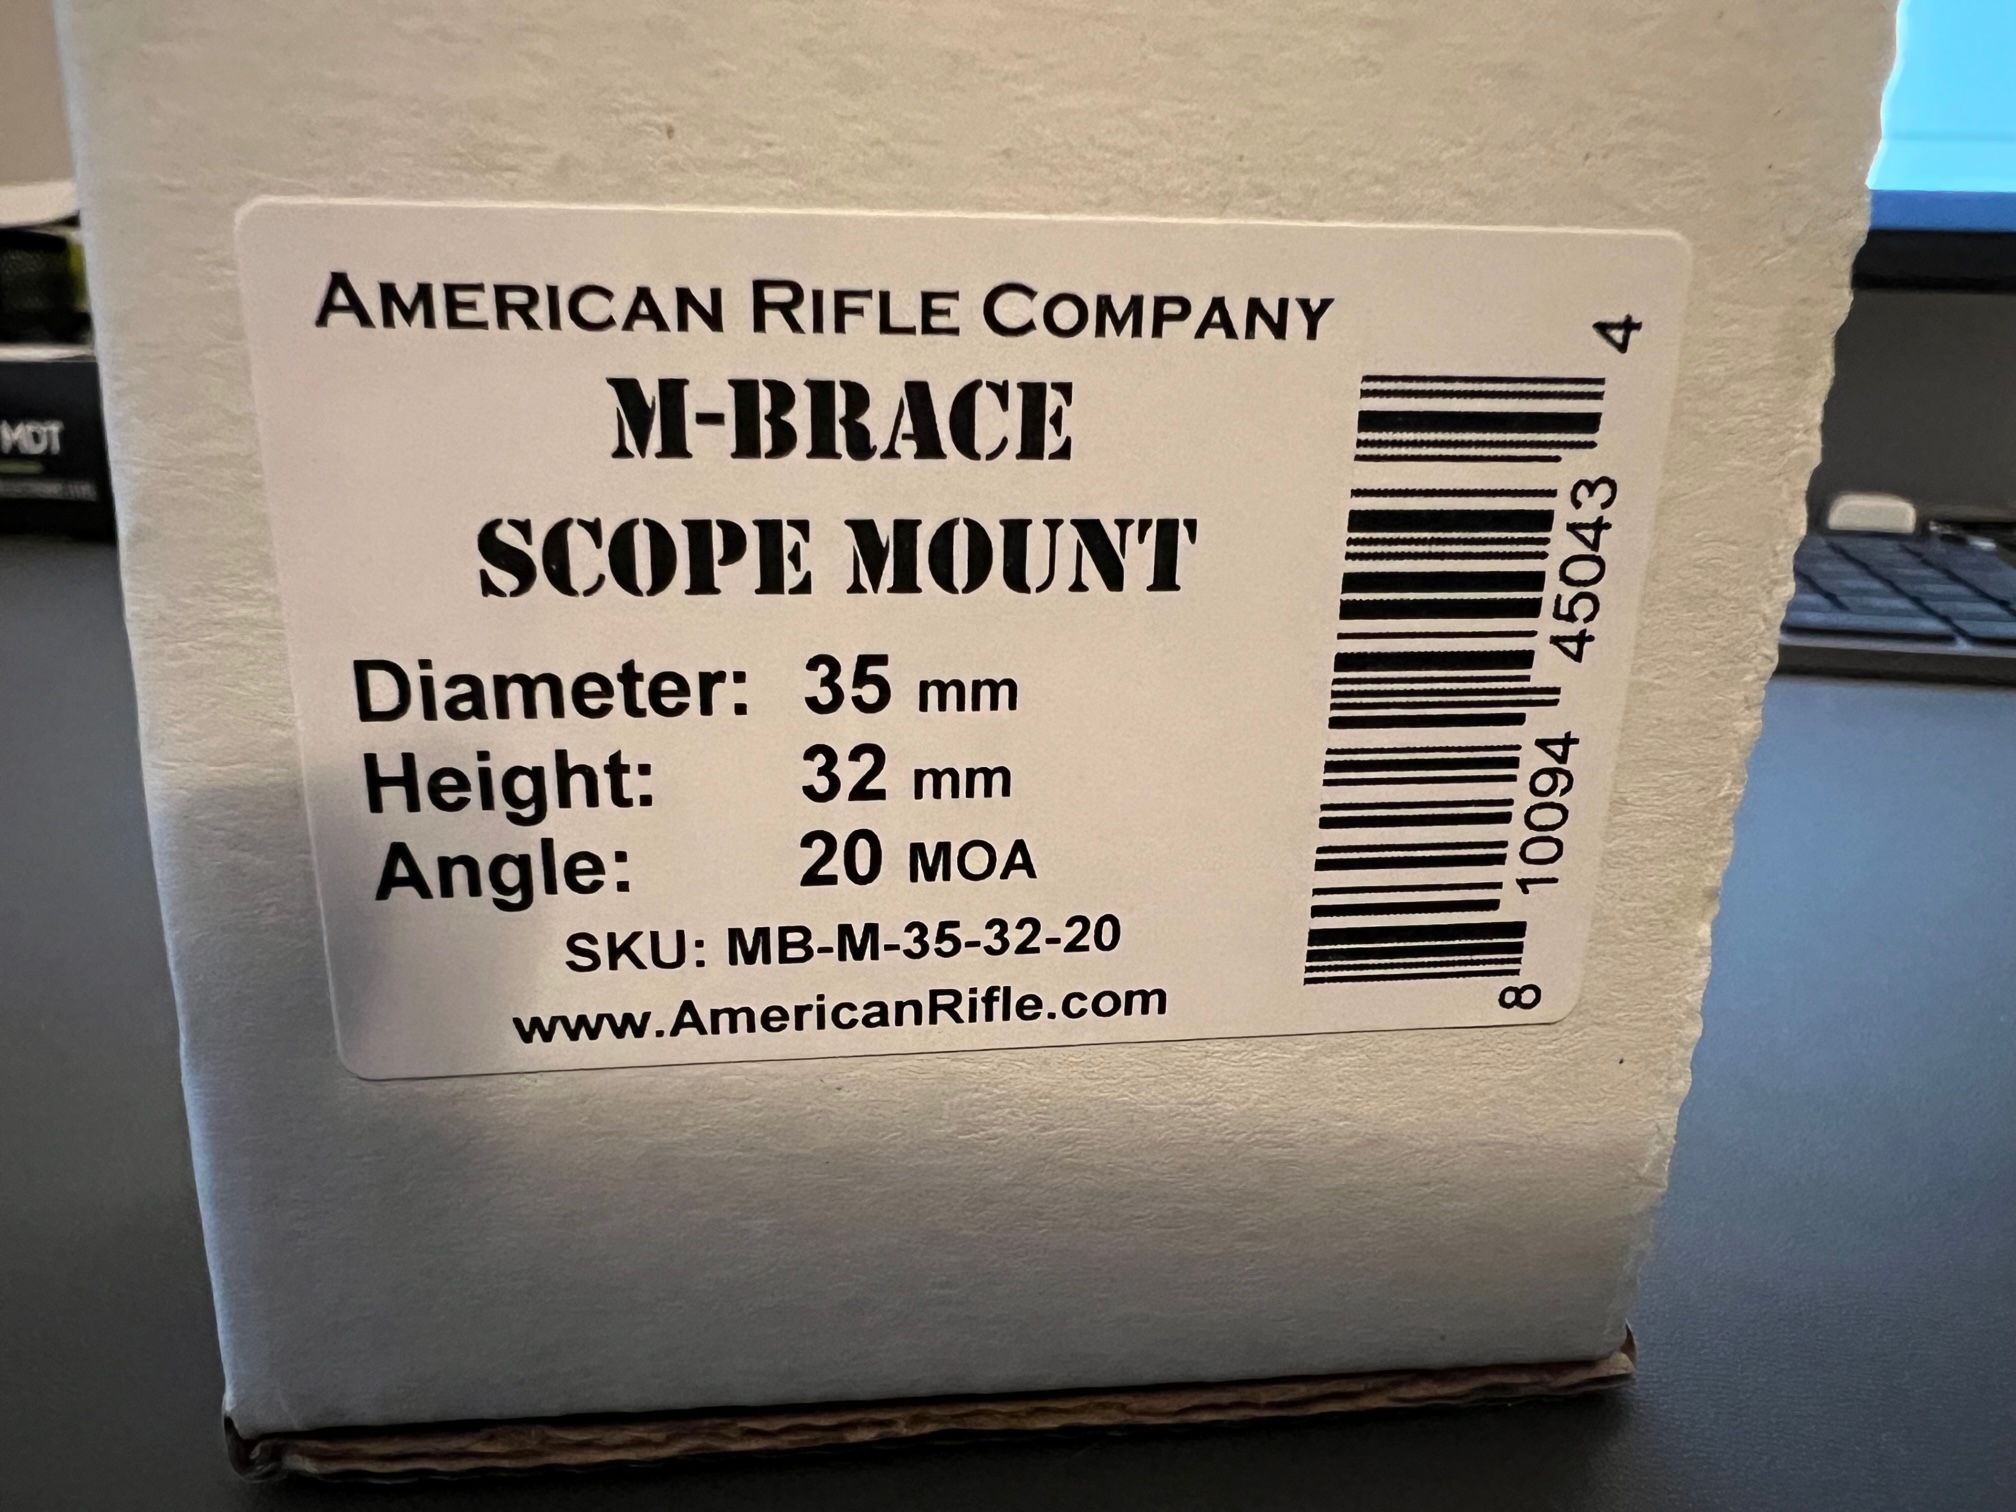 AMERICAN RIFLE COMPANY
M-BRACE
SCOPE MOUNT
Diameter: 35 mm
Height: 32 mm
Angle: 20 MOA
SKU: MB-M-35-32-20
www.AmericanRifle.com
8 10094 45043 4
MDT